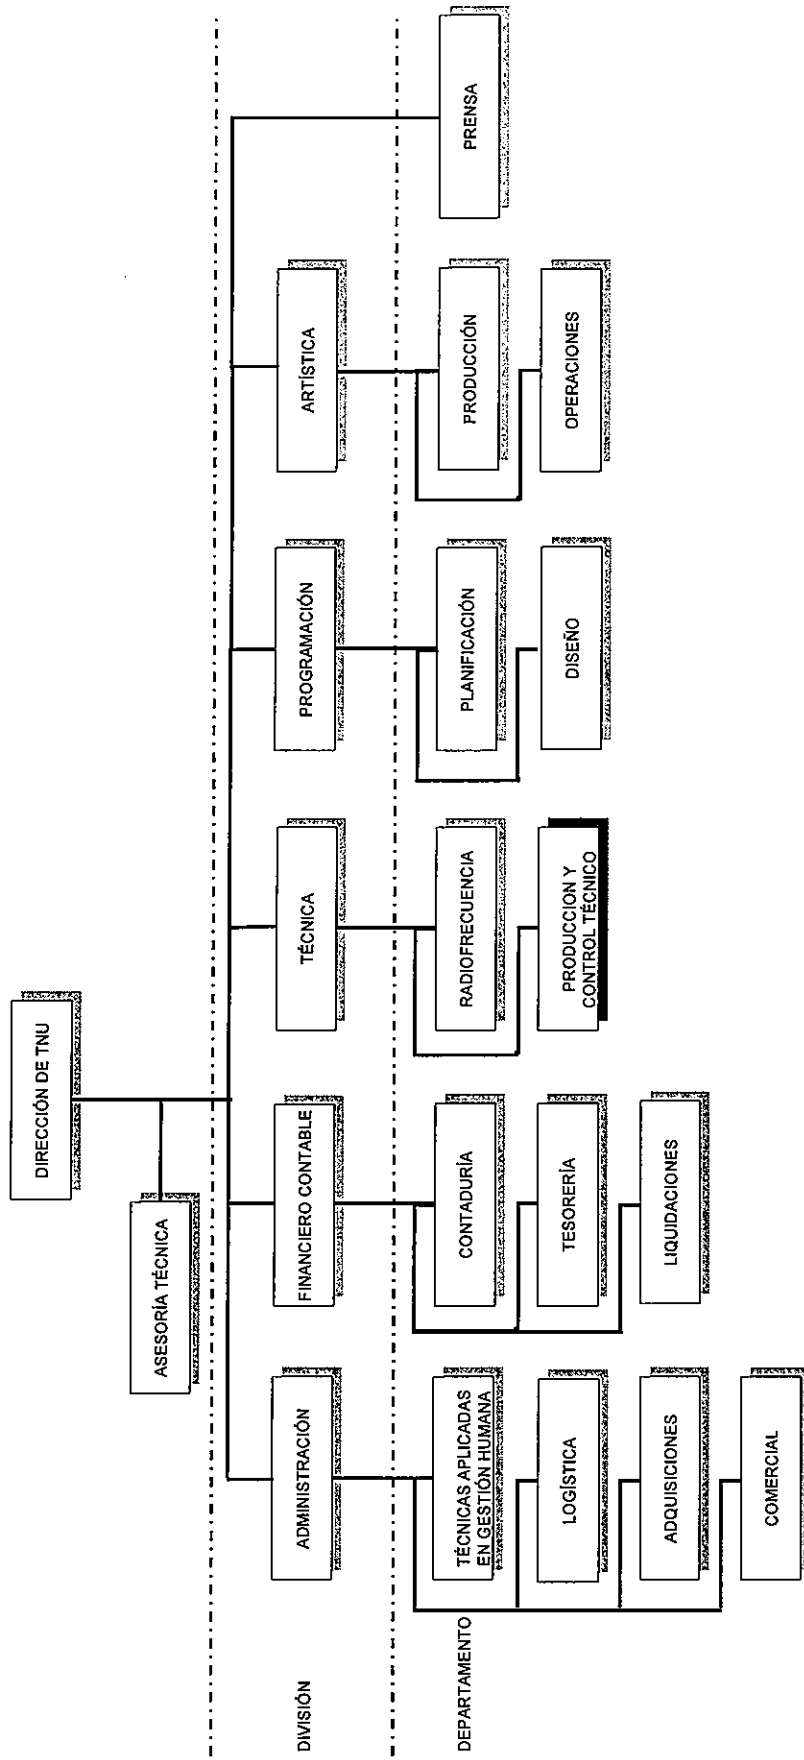 DIRECCIÓN DE TNU
ASESORÍA TÉCNICA
DIVISIÓN
ADMINISTRACIÓN
FINANCIERO CONTABLE
TÉCNICA
PROGRAMACIÓN
ARTÍSTICA
DEPARTAMENTO
TÉCNICAS APLICADAS
EN GESTIÓN HUMANA
CONTADURÍA
RADIOFRECUENCIA
PLANIFICACIÓN
PRODUCCIÓN
PRENSA
LOGÍSTICA
TESORERÍA
PRODUCCION Y
CONTROL TÉCNICO
DISEÑO
OPERACIONES
ADQUISICIONES
LIQUIDACIONES
COMERCIAL